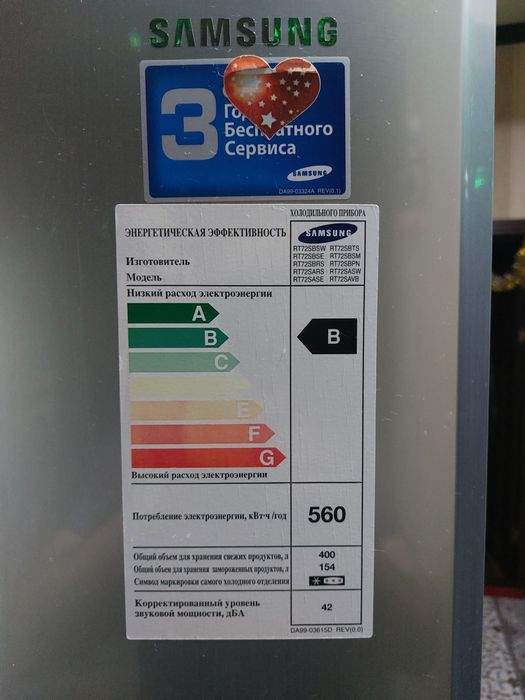 SAMSUNG
3
Бесплатного
Сервиса
SAMSUNG
DA99-03324A REV(0.1)
ХОЛОДИЛЬНОГО ПРИБОРА
ЭНЕРГЕТИЧЕСКАЯ ЭФФЕКТИВНОСТЬ
SAMSUNG
Изготовитель
Модель
RT72SBSW RT72SBTS
RT72SBSE RT72SBSM
RT72SBRS RT72SBPN
RT72SARS RT72SASW
RT72SASE RT72SAVB
Низкий расход электроэнергии
A
B
B
C
E
F
G
Высокий расход электроэнергии
Потребление электроэнергии, кВт·ч /год 560
Общий объем для хранения свежих продуктов, л 400
Общий объем для хранения замороженных продуктов, л 154
Символ маркировки самого холодного отделения
Корректированный уровень
звуковой мощности, дБА 42
DA99-03615D REV(0.0)